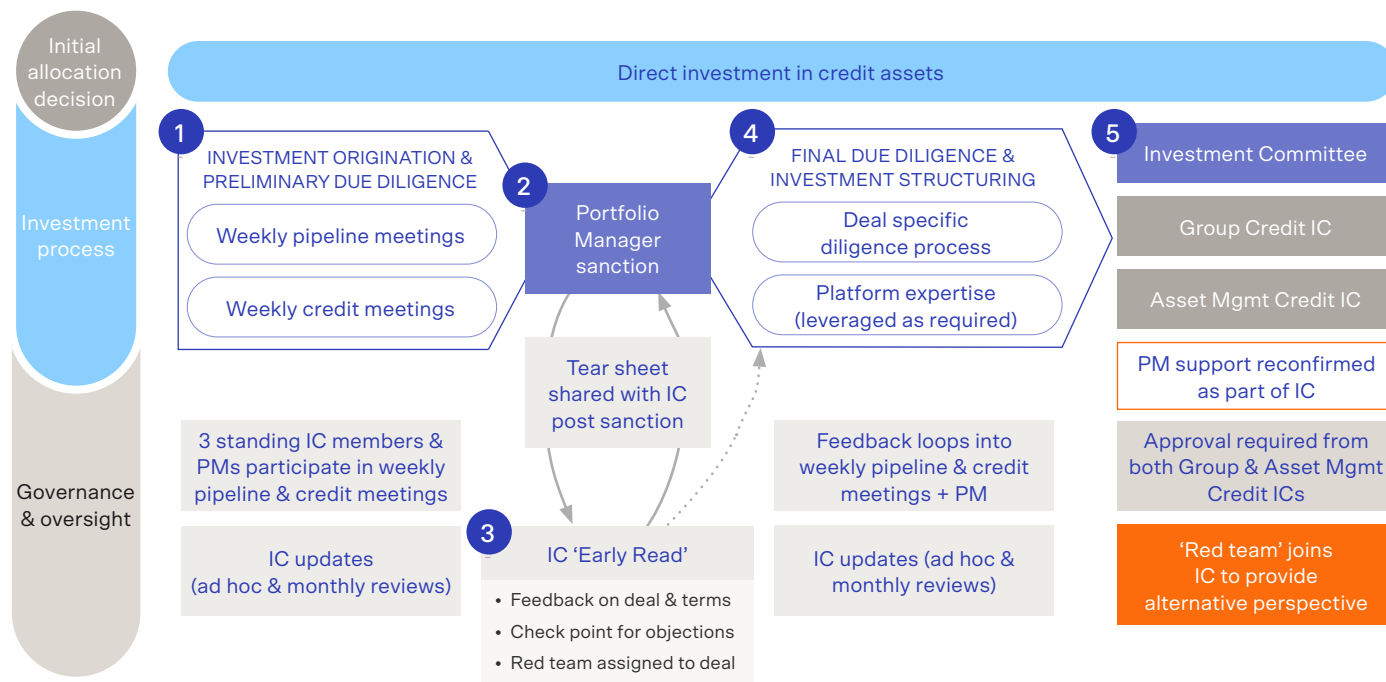 Initial
allocation
decision
Direct investment in credit assets
Investment
process
1
INVESTMENT ORIGINATION &
PRELIMINARY DUE DILIGENCE
Weekly pipeline meetings
Weekly credit meetings
2
Portfolio
Manager
sanction
4
FINAL DUE DILIGENCE &
INVESTMENT STRUCTURING
Deal specific
diligence process
Platform expertise
(leveraged as required)
5
Investment Committee
Group Credit IC
Asset Mgmt Credit IC
PM support reconfirmed
as part of IC
Approval required from
both Group & Asset Mgmt
Credit ICs
‘Red team’ joins
IC to provide
alternative perspective
Governance
& oversight
3 standing IC members &
PMs participate in weekly
pipeline & credit meetings
IC updates
(ad hoc & monthly reviews)
Tear sheet
shared with IC
post sanction
3
IC ‘Early Read’
• Feedback on deal & terms
• Check point for objections
• Red team assigned to deal
Feedback loops into
weekly pipeline & credit
meetings + PM
IC updates (ad hoc &
monthly reviews)